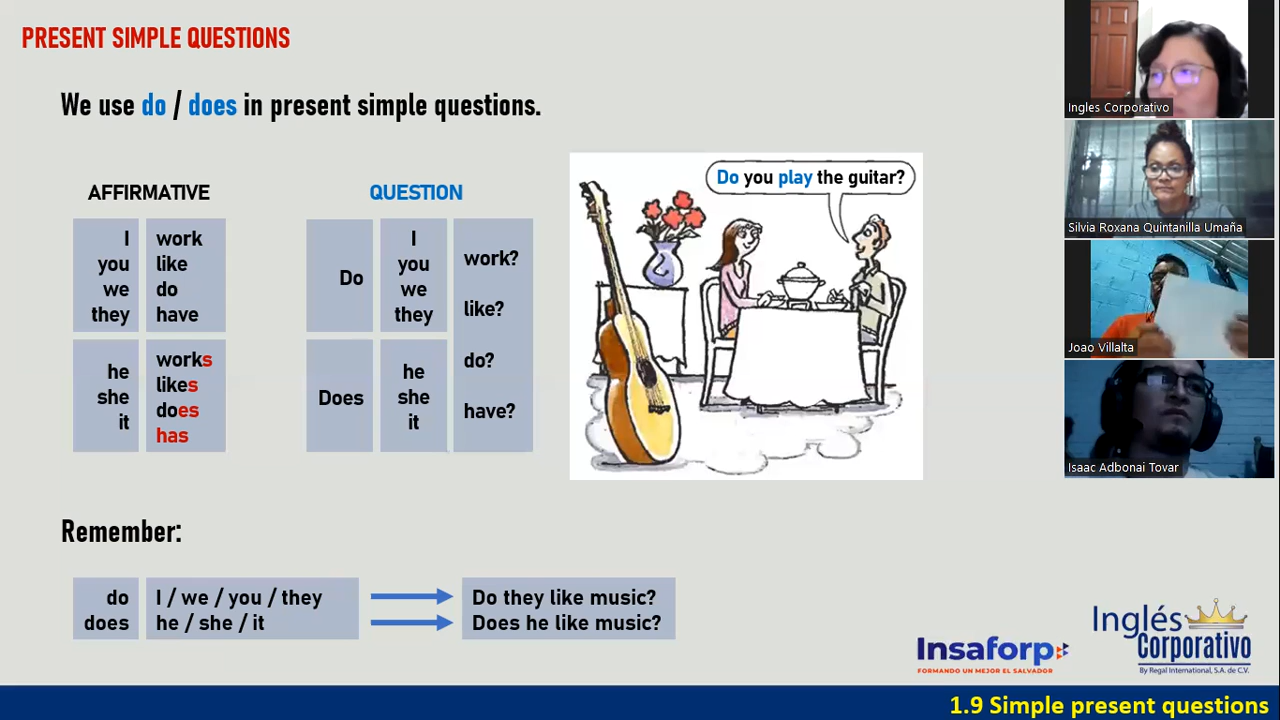 PRESENT SIMPLE QUESTIONS
We use do / does in present simple questions.
AFFIRMATIVE
I
you
we
they
work
like
do
have
he
she
it
works
likes
does
has
QUESTION
Do
I
you
we
they
Does
he
she
it
work?
like?
do?
have?
Do you play the guitar?
Remember:
do
does
I / we / you / they
he / she / it
Do they like music?
Does he like music?
Ingles Corporativo
Silvia Roxana Quintanilla Umaña
Joao Villalta
Isaac Adbonai Tovar
Insaforp
FORMANDO UN MEJOR EL SALVADOR
Inglés
Corporativo
By Regal International, S.A. de C.V.
1.9 Simple present questions